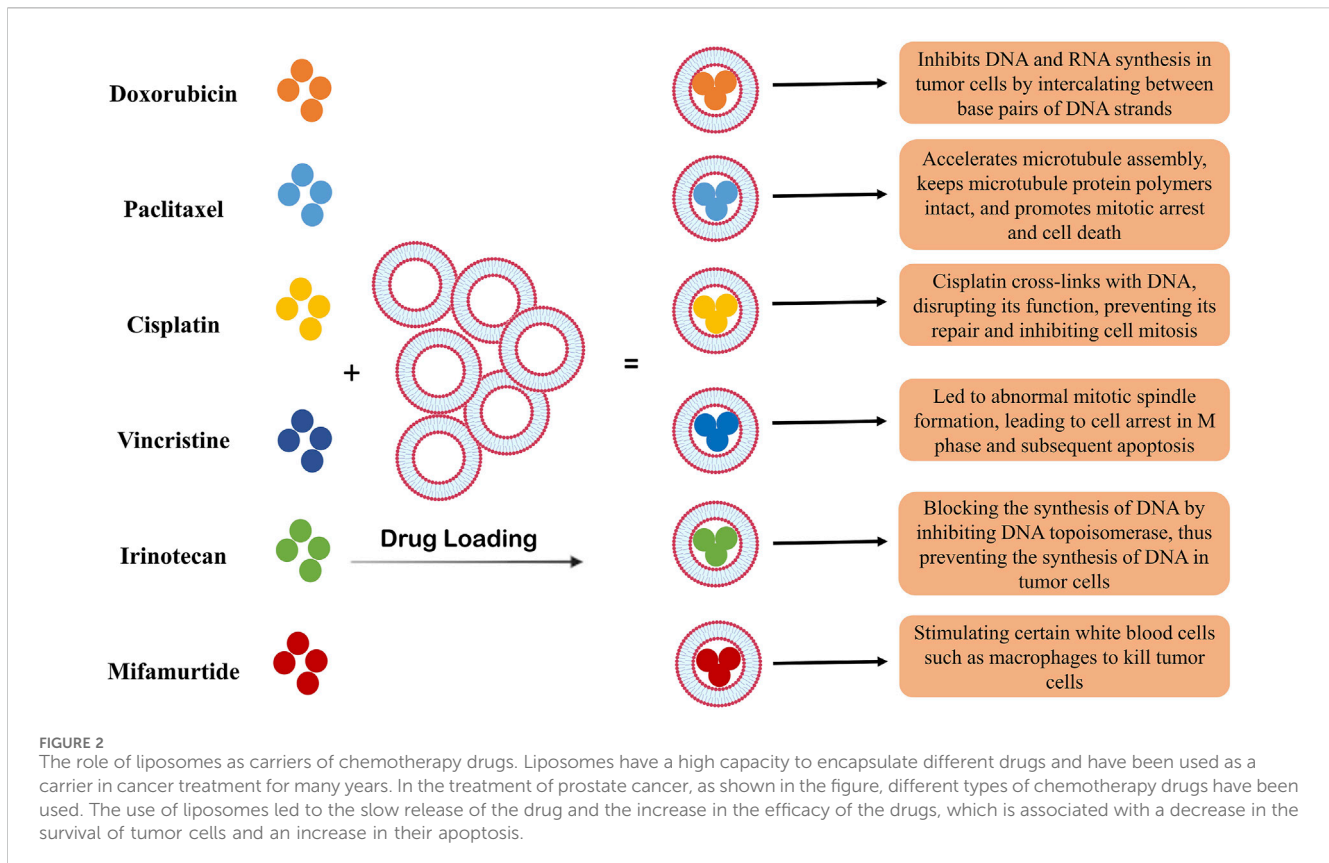 Doxorubicin
Inhibits DNA and RNA synthesis in
tumor cells by intercalating between
base pairs of DNA strands
Paclitaxel
Accelerates microtubule assembly,
keeps microtubule protein polymers
intact, and promotes mitotic arrest
and cell death
Cisplatin
Cisplatin cross-links with DNA,
disrupting its function, preventing its
repair and inhibiting cell mitosis
+
=
Vincristine
Led to abnormal mitotic spindle
formation, leading to cell arrest in M
phase and subsequent apoptosis
Irinotecan
Drug Loading
Blocking the synthesis of DNA by
inhibiting DNA topoisomerase, thus
preventing the synthesis of DNA in
tumor cells
Mifamurtide
Stimulating certain white blood cells
such as macrophages to kill tumor
cells
FIGURE 2
The role of liposomes as carriers of chemotherapy drugs. Liposomes have a high capacity to encapsulate different drugs and have been used as a
carrier in cancer treatment for many years. In the treatment of prostate cancer, as shown in the figure, different types of chemotherapy drugs have been
used. The use of liposomes led to the slow release of the drug and the increase in the efficacy of the drugs, which is associated with a decrease in the
survival of tumor cells and an increase in their apoptosis.